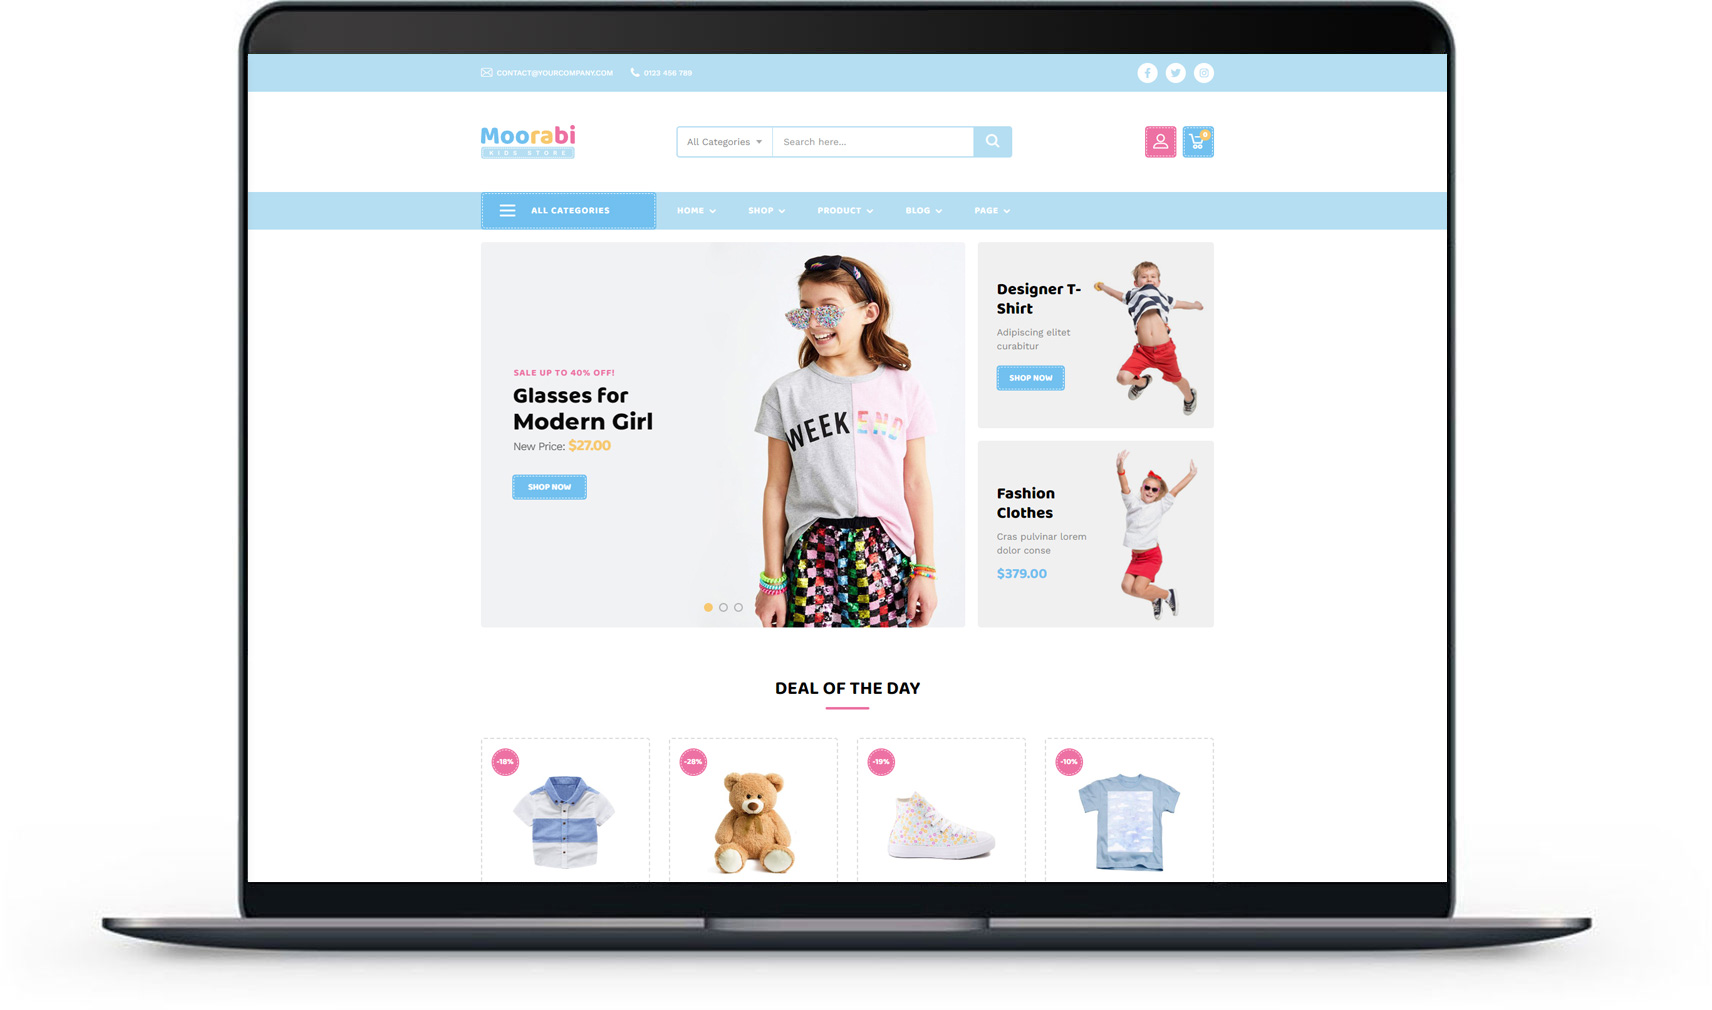 CONTACT@YOURCOMPANY.COM 0123 456 789
Moorabi
KIDS STORE
All Categories Search here... 0
ALL CATEGORIES HOME SHOP PRODUCT BLOG PAGE
SALE UP TO 40% OFF!
Glasses for
Modern Girl
New Price: $27.00
SHOP NOW
WEEKEND
Designer T-
Shirt
Adipiscing elitet
curabitur
SHOP NOW
Fashion
Clothes
Cras pulvinar lorem
dolor conse
$379.00
DEAL OF THE DAY
-18% -28% -19% -10%